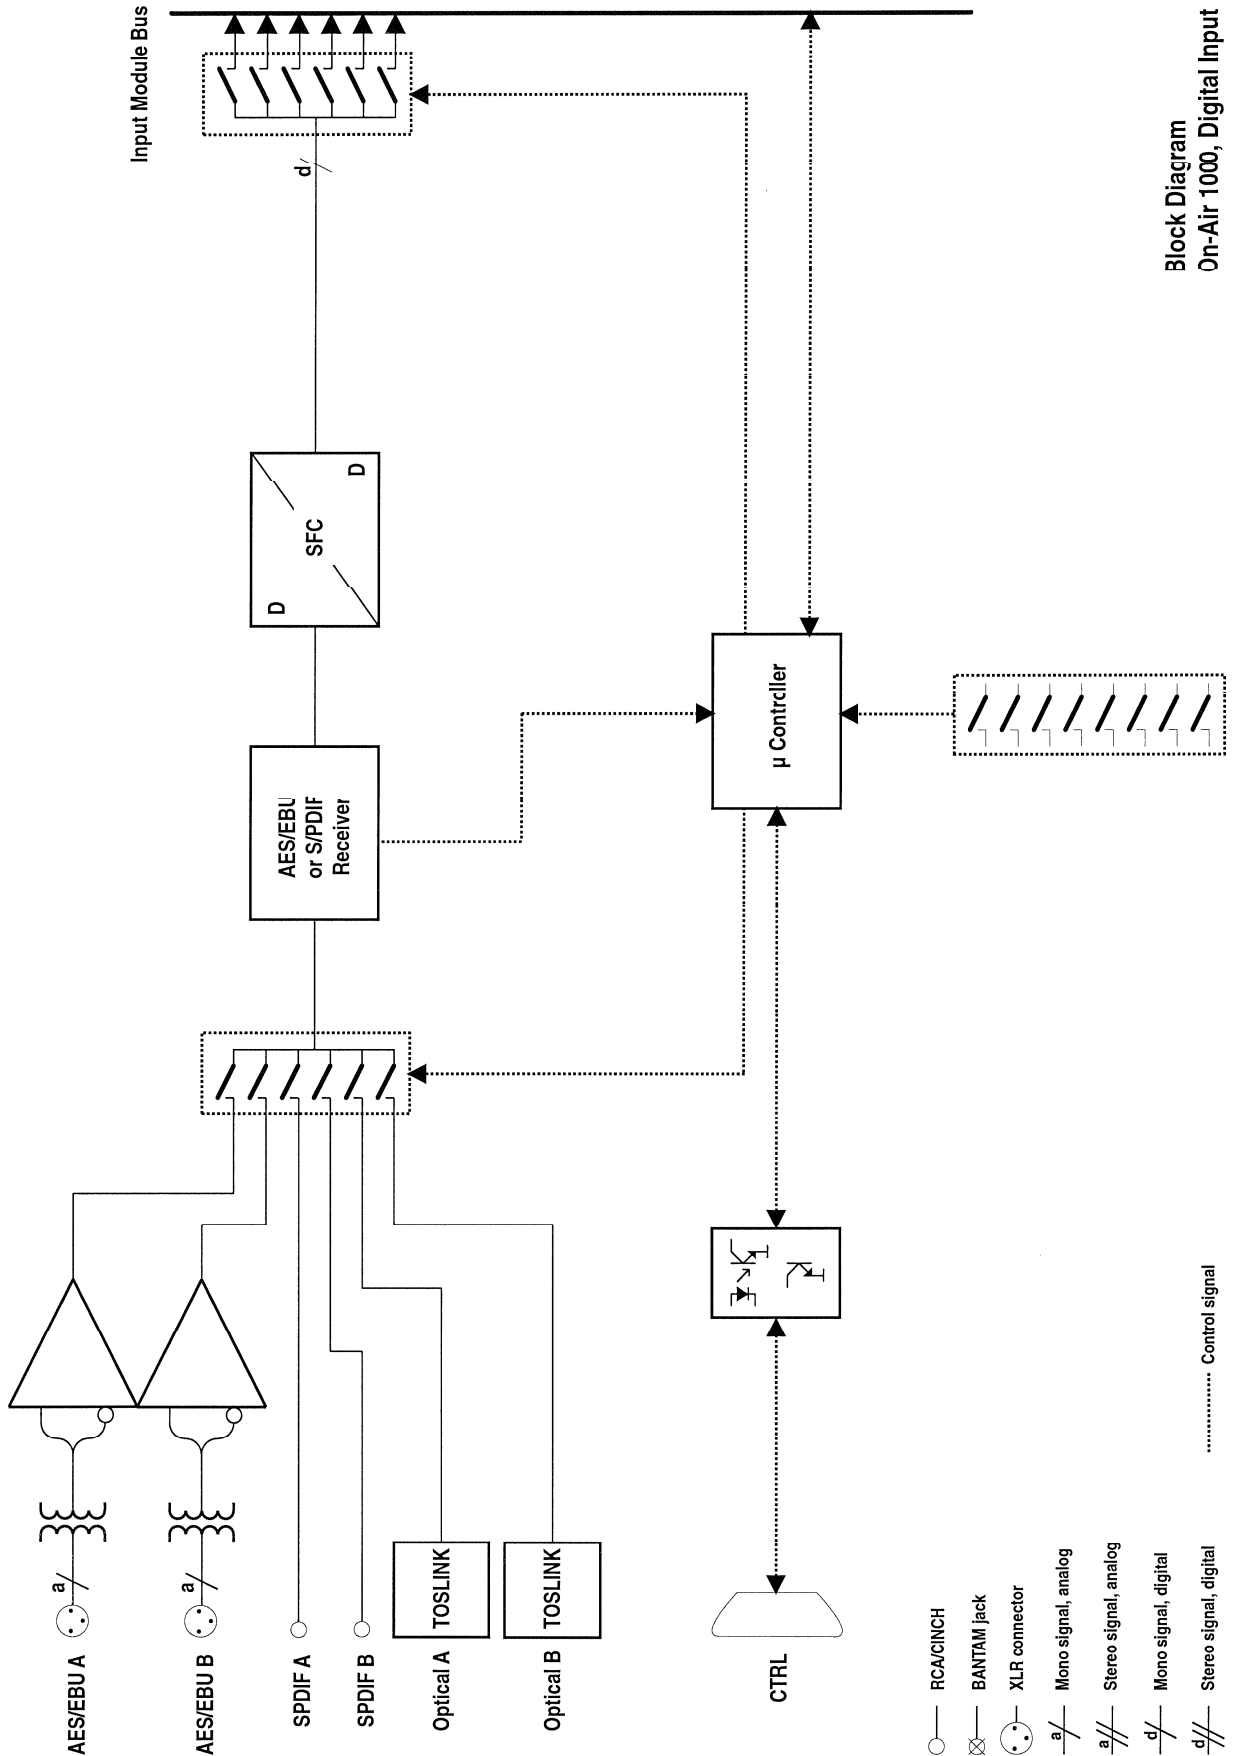 AES/EBU A
a
AES/EBU B
a
SPDIF A
SPDIF B
Optical A
TOSLINK
Optical B
TOSLINK
AES/EBU
or S/PDIF
Receiver
D
SFC
D
d
Input Module Bus
CTRL
µ Controller
RCA/CINCH
BANTAM jack
XLR connector
a
Mono signal, analog
a
Stereo signal, analog
d
Mono signal, digital
d
Stereo signal, digital
Control signal
Block Diagram
On-Air 1000, Digital Input